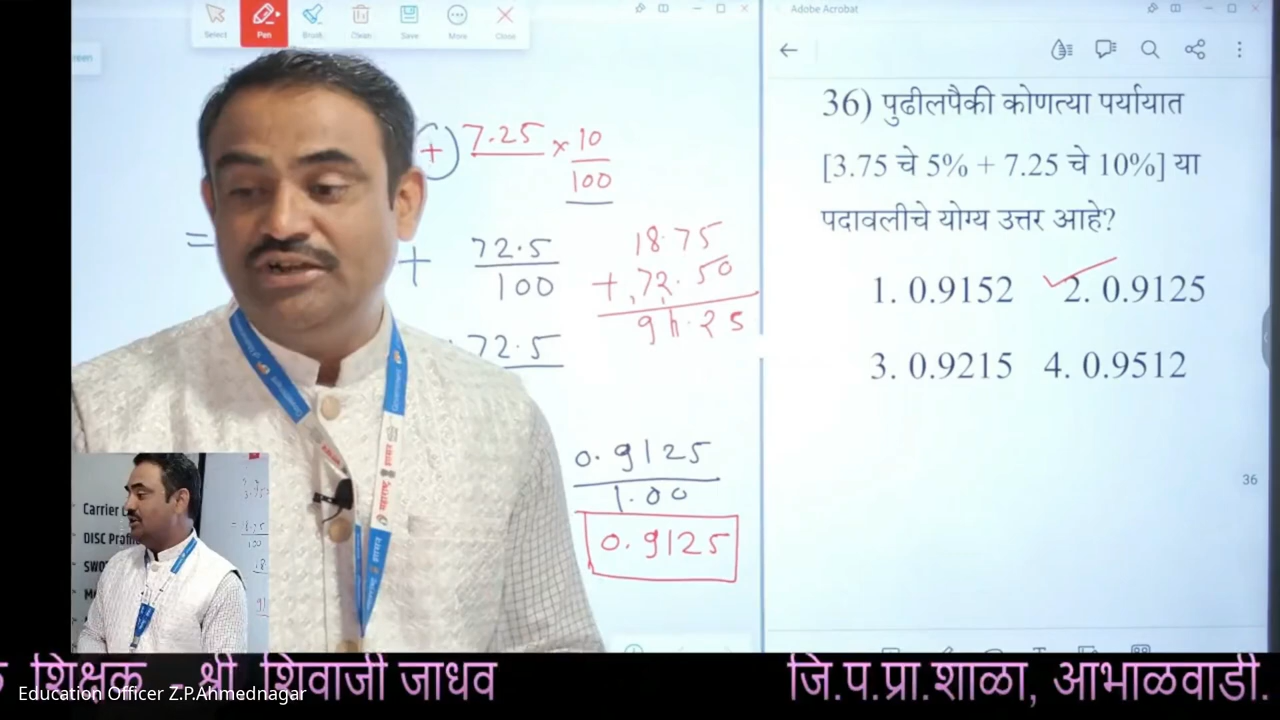 Select Pen Brush Clean Save More Close
Adobe Acrobat
36) पुढीलपैकी कोणत्या पर्यायात
[3.75 चे 5% + 7.25 चे 10%] या
पदावलीचे योग्य उत्तर आहे?
1. 0.9152 2. 0.9125
3. 0.9215 4. 0.9512
36
+ 7.25 × 10
100
= + 72.5
100
18.75
+ 72.50
91.25
72.5
0.9125
1.00
0.9125
DISC
शिक्षक - श्री शिवाजी जाधव जि.प.प्रा.शाळा, आभाळवाडी.
Education Officer Z.P.Ahmednagar